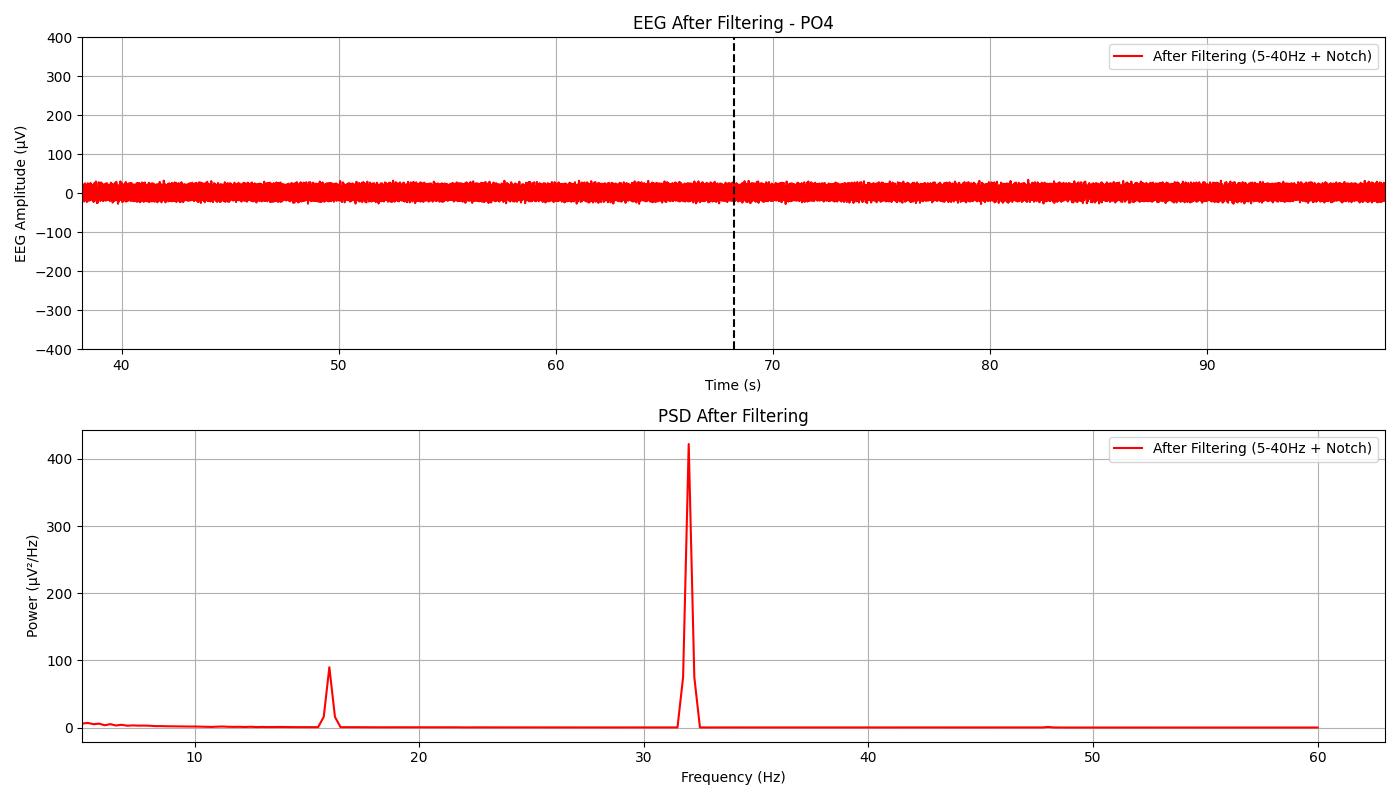 EEG After Filtering - PO4
After Filtering (5-40Hz + Notch)
EEG Amplitude (µV)
400
300
200
100
0
−100
−200
−300
−400
40 50 60 70 80 90
Time (s)
PSD After Filtering
After Filtering (5-40Hz + Notch)
Power (µV²/Hz)
400
300
200
100
0
10 20 30 40 50 60
Frequency (Hz)